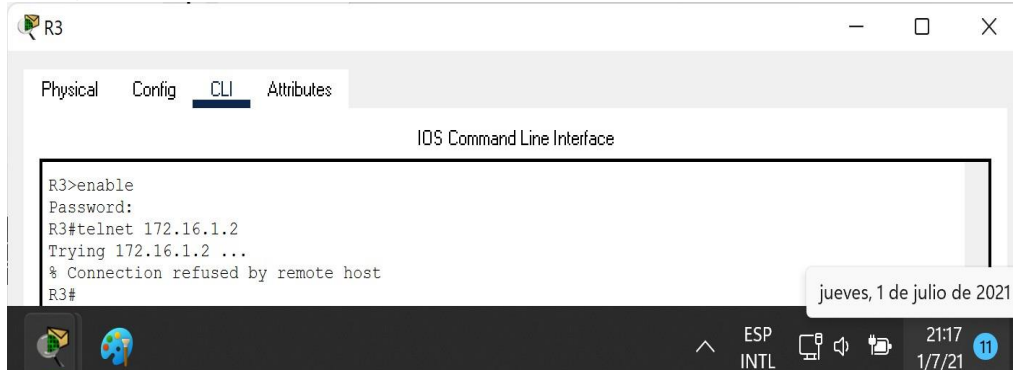 R3
Physical Config CLI Attributes
IOS Command Line Interface
R3>enable
Password:
R3#telnet 172.16.1.2
Trying 172.16.1.2 ...
% Connection refused by remote host
R3#
jueves, 1 de julio de 2021
ESP
INTL
21:17
1/7/21
11